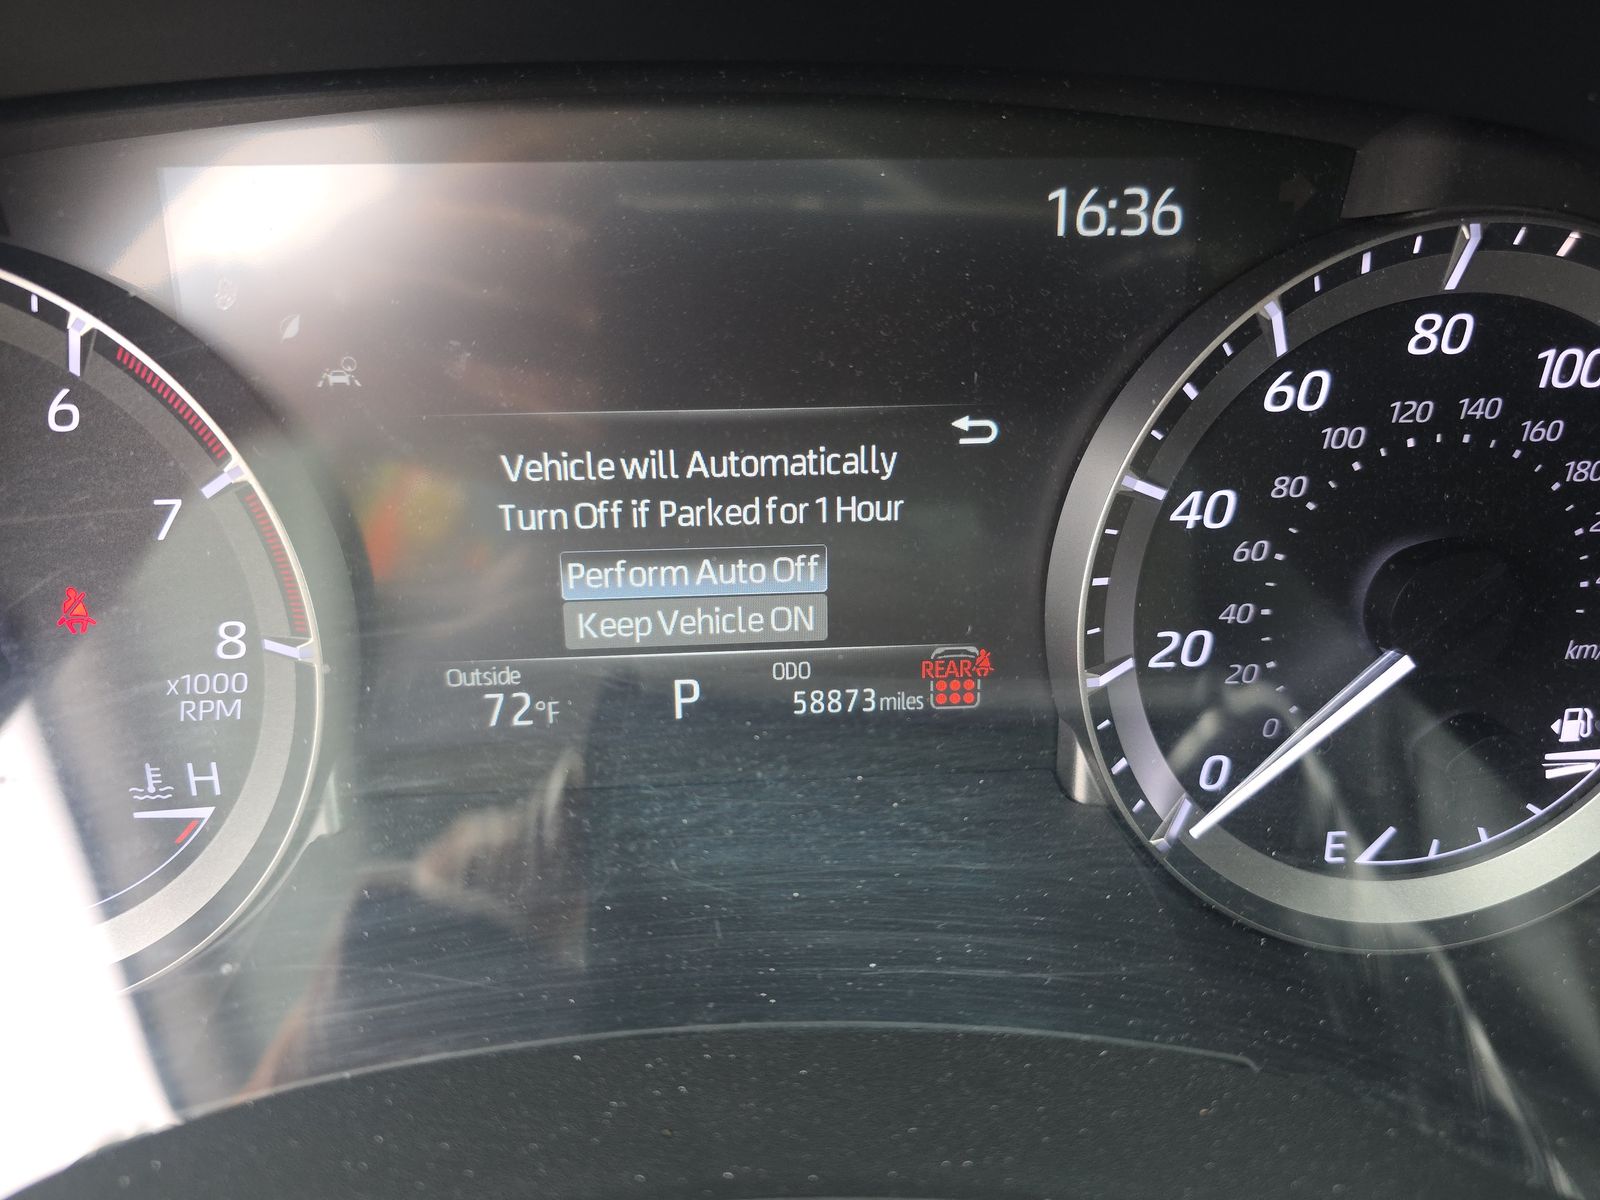 16:36
6
7
8
x1000
RPM
H
Vehicle will Automatically
Turn Off if Parked for 1 Hour
Perform Auto Off
Keep Vehicle ON
Outside
72°F
P
ODO
58873 miles
REAR
0
20
40
60
80
100
0
20
40
60
80
100
120
140
160
180
E